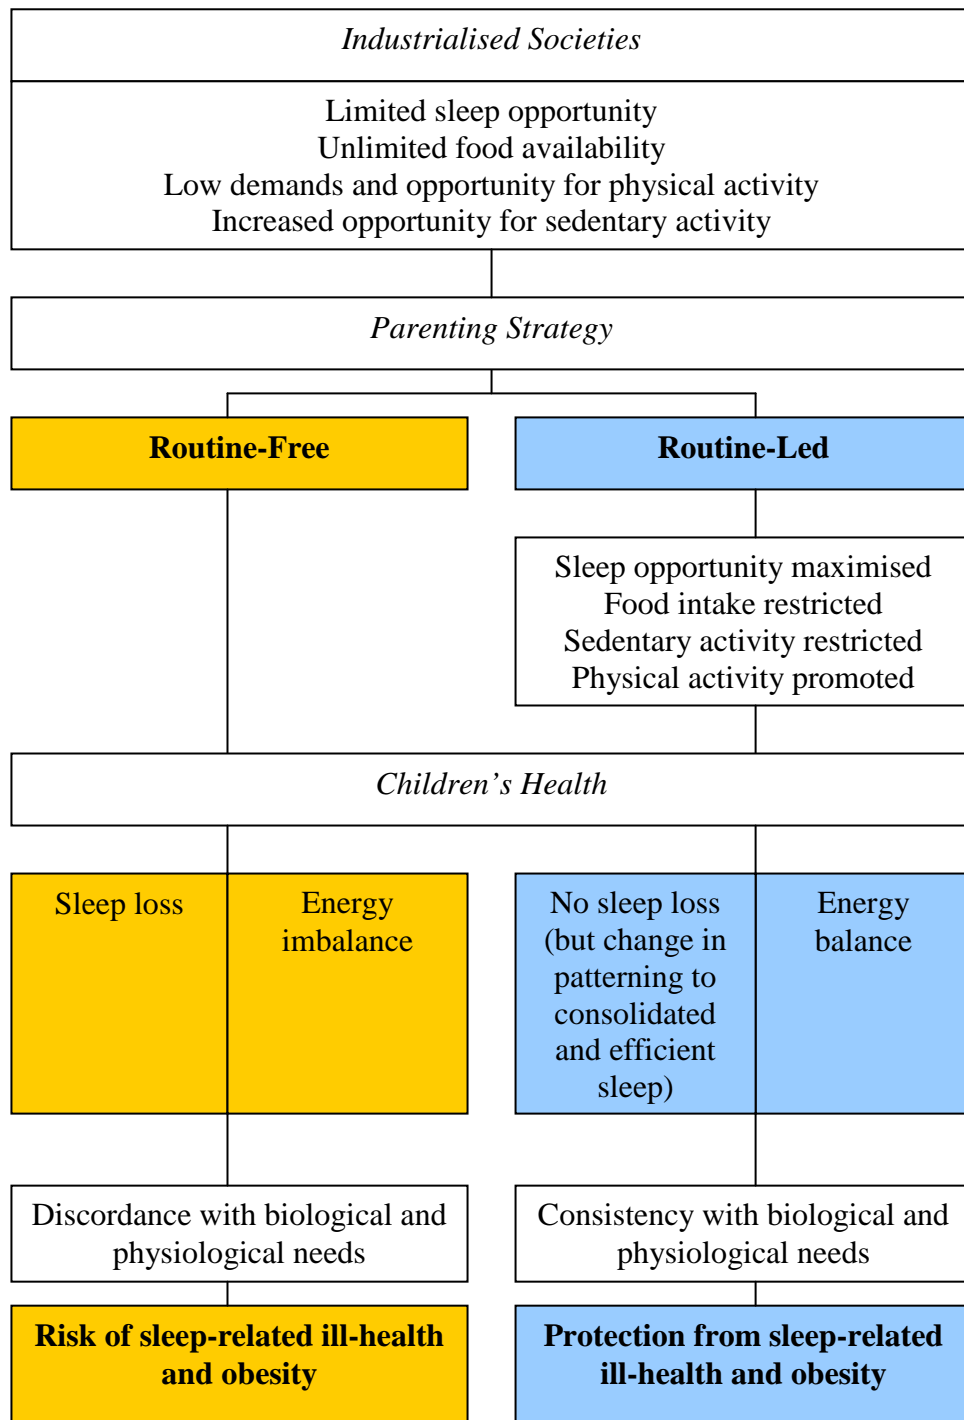 Industrialised Societies
Limited sleep opportunity
Unlimited food availability
Low demands and opportunity for physical activity
Increased opportunity for sedentary activity
Parenting Strategy
Routine-Free
Routine-Led
Sleep opportunity maximised
Food intake restricted
Sedentary activity restricted
Physical activity promoted
Children’s Health
Sleep loss
Energy
imbalance
No sleep loss
(but change in
patterning to
consolidated
and efficient
sleep)
Energy
balance
Discordance with biological and
physiological needs
Consistency with biological and
physiological needs
Risk of sleep-related ill-health
and obesity
Protection from sleep-related
ill-health and obesity